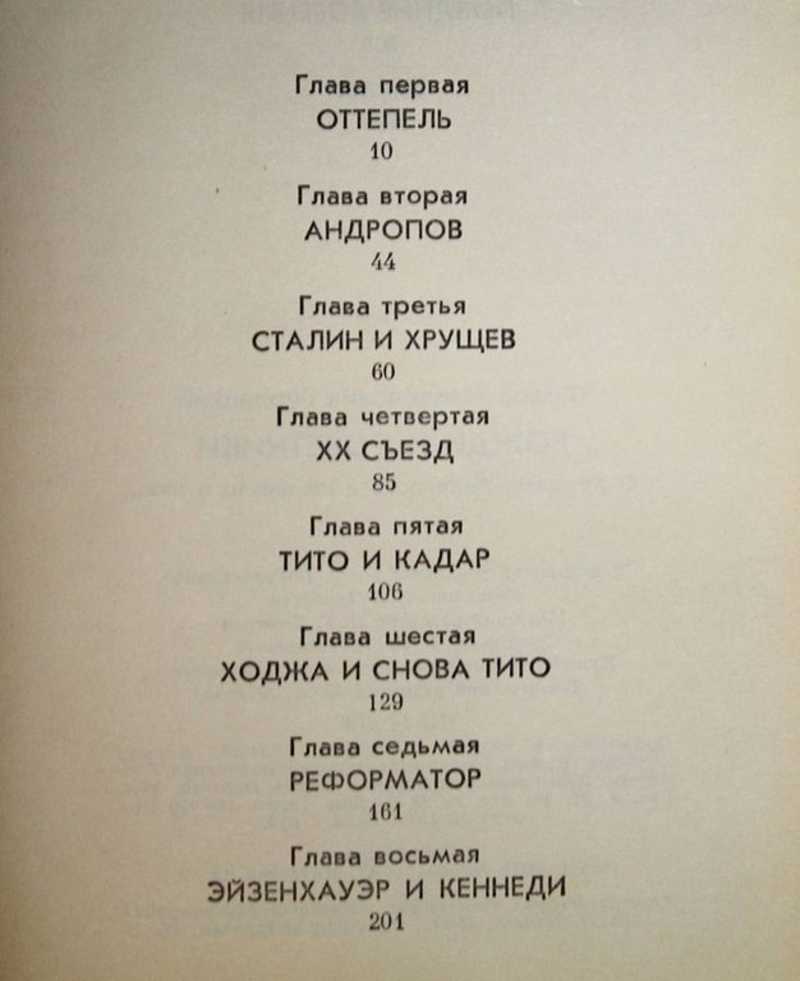 Глава первая
ОТТЕПЕЛЬ
10
Глава вторая
АНДРОПОВ
44
Глава третья
СТАЛИН И ХРУЩЕВ
60
Глава четвертая
XX СЪЕЗД
85
Глава пятая
ТИТО И КАДАР
106
Глава шестая
ХОДЖА И СНОВА ТИТО
129
Глава седьмая
РЕФОРМАТОР
161
Глава восьмая
ЭЙЗЕНХАУЭР И КЕННЕДИ
201